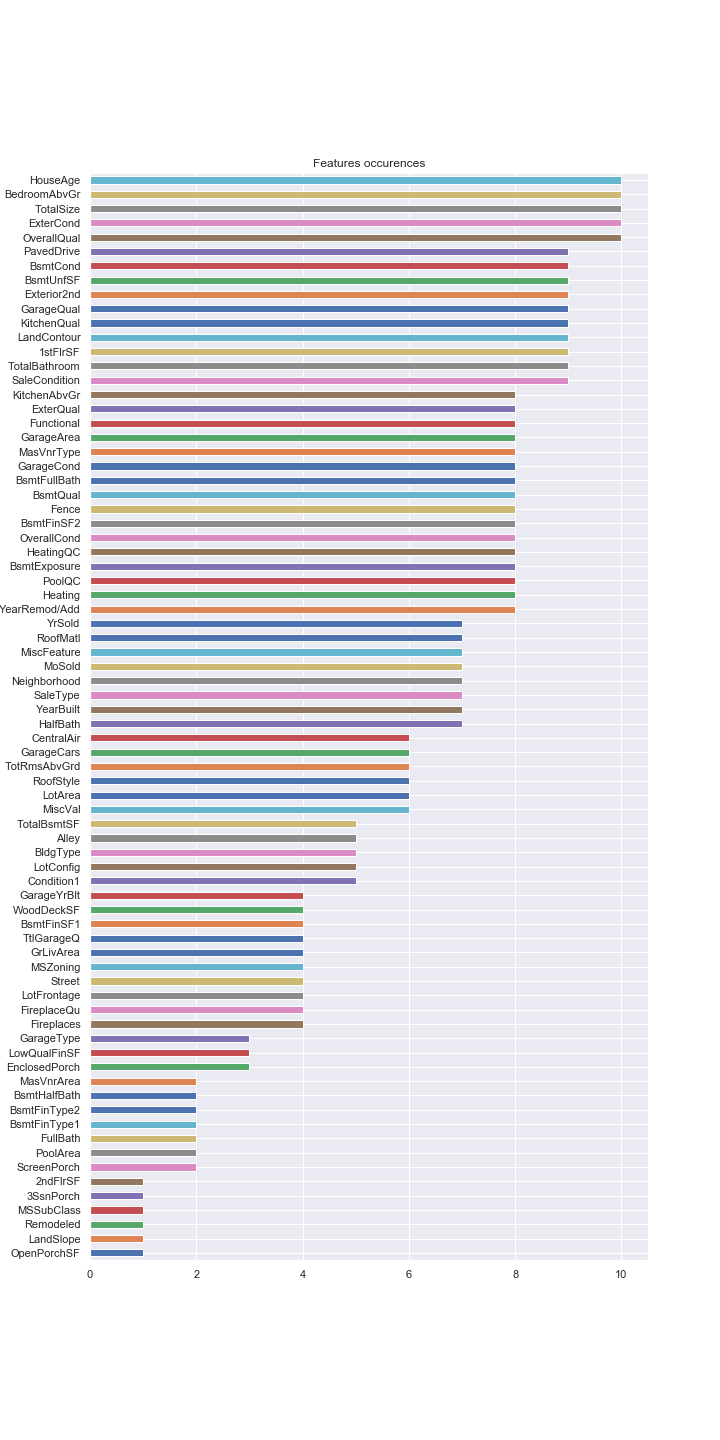 Features occurences
HouseAge
BedroomAbvGr
TotalSize
ExterCond
OverallQual
PavedDrive
BsmtCond
BsmtUnfSF
Exterior2nd
GarageQual
KitchenQual
LandContour
1stFlrSF
TotalBathroom
SaleCondition
KitchenAbvGr
ExterQual
Functional
GarageArea
MasVnrType
GarageCond
BsmtFullBath
BsmtQual
Fence
BsmtFinSF2
OverallCond
HeatingQC
BsmtExposure
PoolQC
Heating
YearRemod/Add
YrSold
RoofMatl
MiscFeature
MoSold
Neighborhood
SaleType
YearBuilt
HalfBath
CentralAir
GarageCars
TotRmsAbvGrd
RoofStyle
LotArea
MiscVal
TotalBsmtSF
Alley
BldgType
LotConfig
Condition1
GarageYrBlt
WoodDeckSF
BsmtFinSF1
TtlGarageQ
GrLivArea
MSZoning
Street
LotFrontage
FireplaceQu
Fireplaces
GarageType
LowQualFinSF
EnclosedPorch
MasVnrArea
BsmtHalfBath
BsmtFinType2
BsmtFinType1
FullBath
PoolArea
ScreenPorch
2ndFlrSF
3SsnPorch
MSSubClass
Remodeled
LandSlope
OpenPorchSF
0 2 4 6 8 10